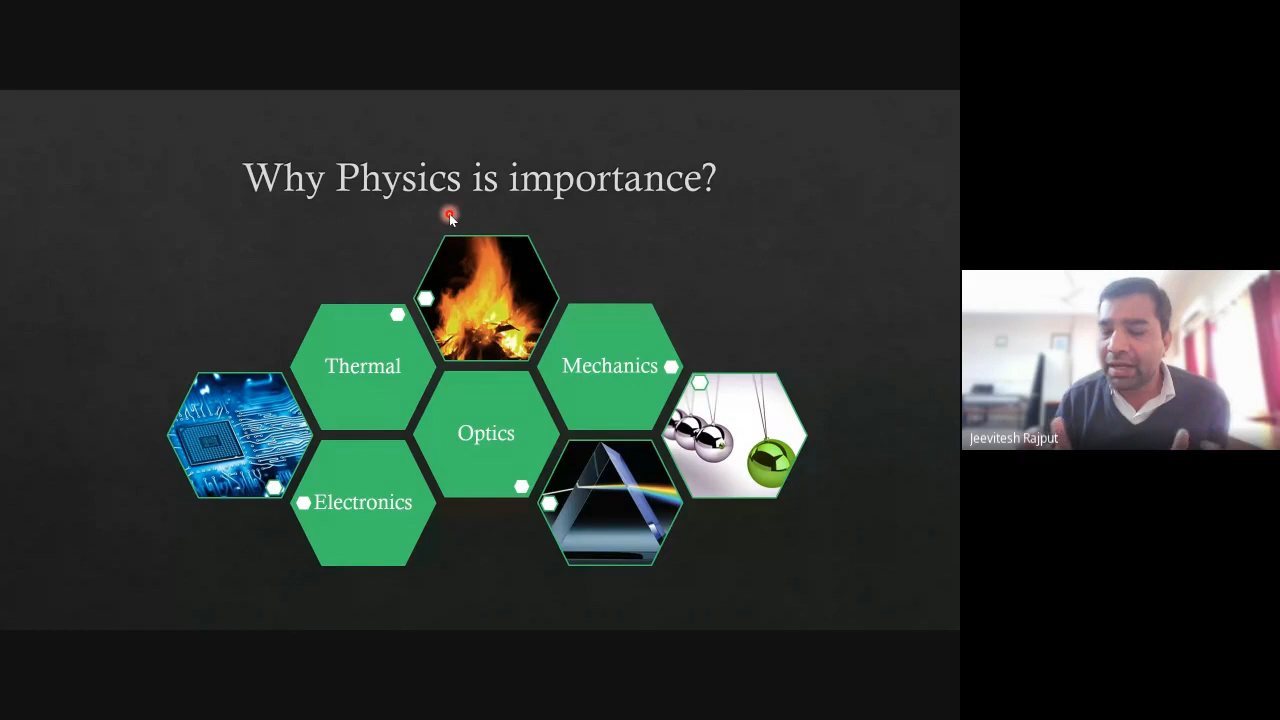 Why Physics is importance?
Thermal
Mechanics
Optics
Electronics
Jeevitesh Rajput